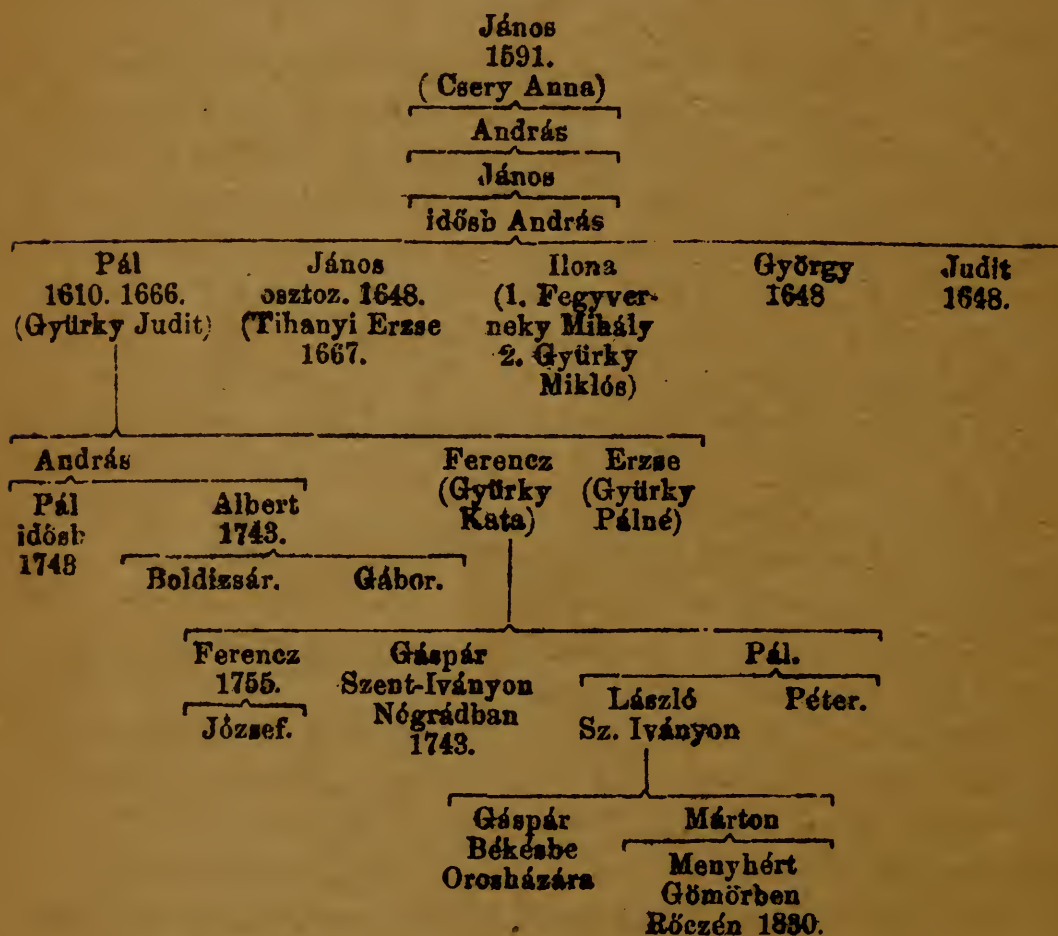 János
1591.
(Csery Anna)
András
János
idősb András
Pál János Ilona György Judit
1610. 1666. osztoz. 1648. (1. Fegyver- 1648 1648.
(Gyürky Judit) (Tihanyi Erzse neky Mihály
1667. 2. Gyürky
Miklós)
András Ferencz Erzse
(Gyürky (Gyürky
Pál Albert Kata) Pálné)
idősb 1743.
1743
Boldizsár. Gábor.
Ferencz Gáspár Pál.
1755. Szent-Iványon László Péter.
József. Nógrádban Sz. Iványon
1743.
Gáspár Márton
Békésbe Menyhért
Orosházára Gömörben
Rőczén 1830.